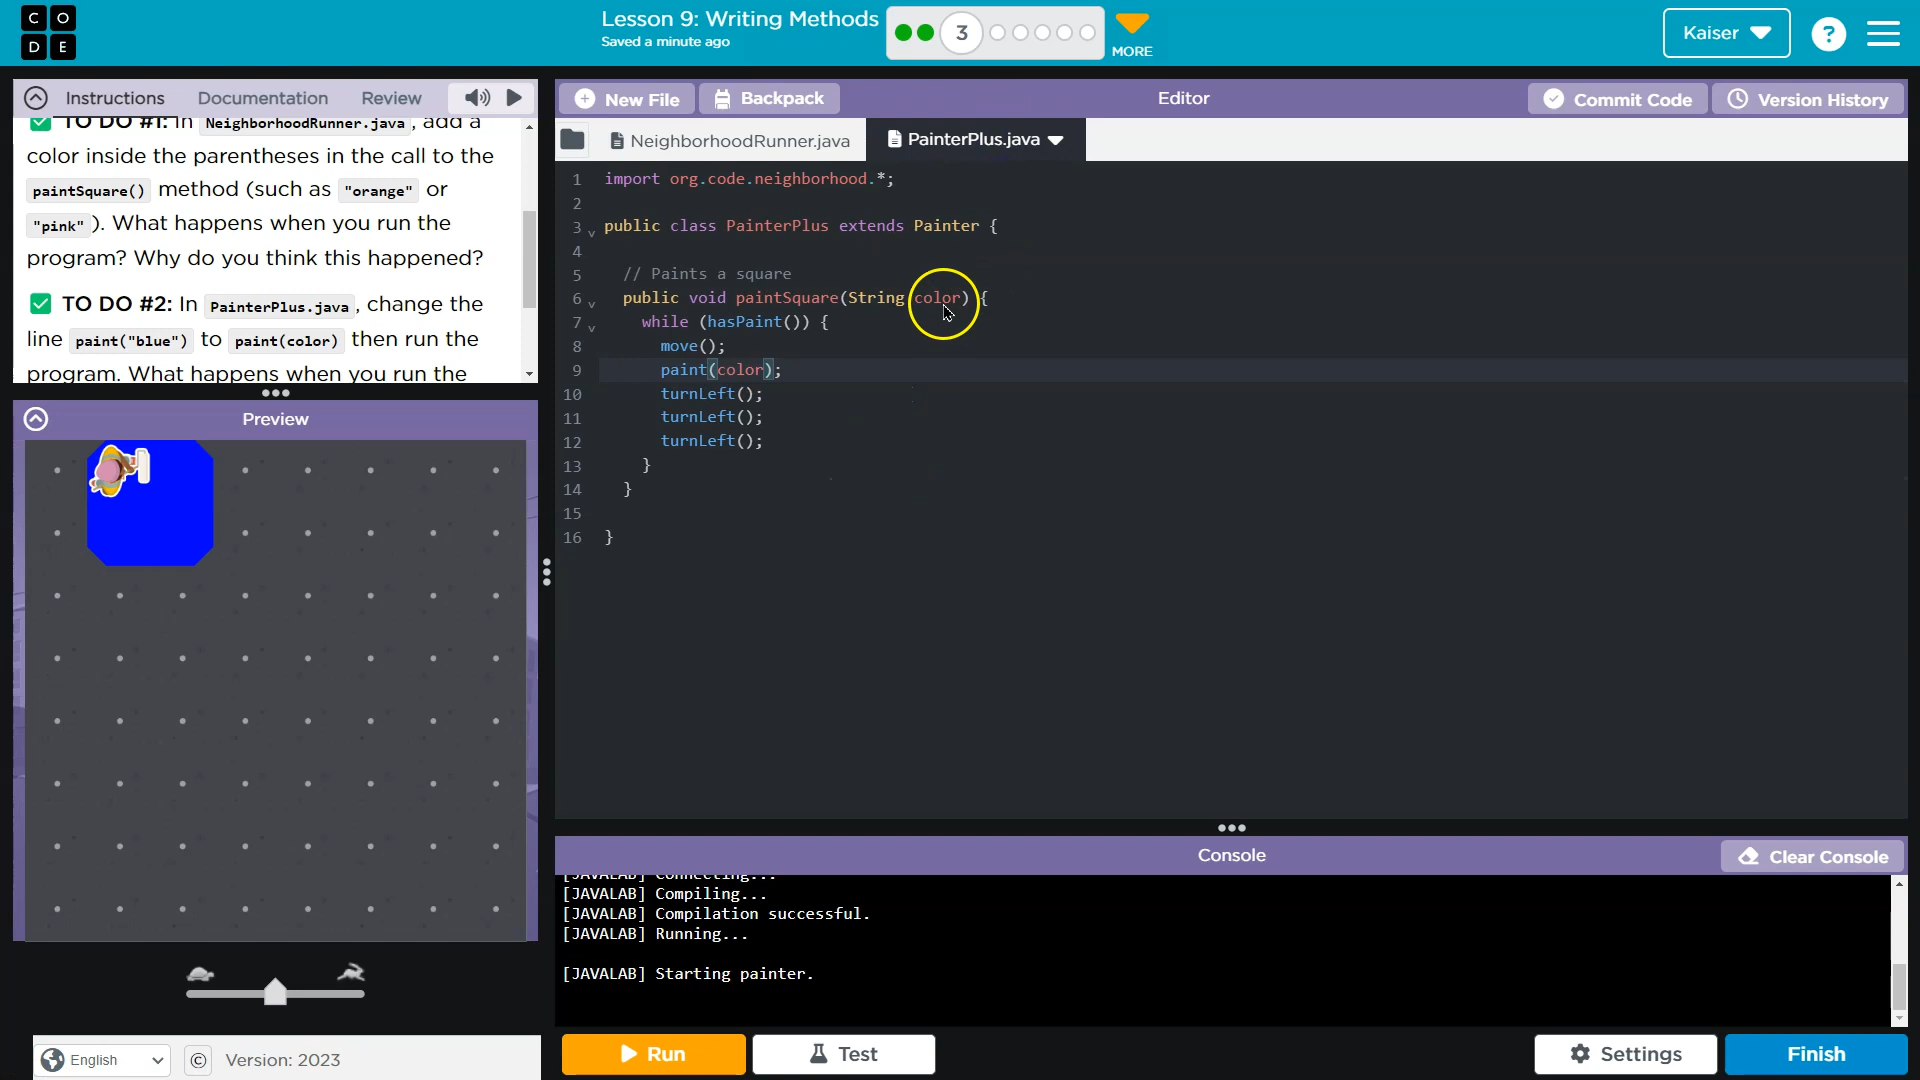 C O
D E
Lesson 9: Writing Methods
Saved a minute ago
3
MORE
Kaiser
?
Instructions Documentation Review
TO DO #1: In NeighborhoodRunner.java, add a
color inside the parentheses in the call to the
paintSquare() method (such as "orange" or
"pink"). What happens when you run the
program? Why do you think this happened?
TO DO #2: In PainterPlus.java, change the
line paint("blue") to paint(color) then run the
program. What happens when you run the
Preview
English
© Version: 2023
New File Backpack Editor Commit Code Version History
NeighborhoodRunner.java PainterPlus.java
1 import org.code.neighborhood.*;
2
3 public class PainterPlus extends Painter {
4
5 // Paints a square
6 public void paintSquare(String color) {
7 while (hasPaint()) {
8 move();
9 paint(color);
10 turnLeft();
11 turnLeft();
12 turnLeft();
13 }
14 }
15
16 }
Console
Clear Console
[JAVALAB] Connecting...
[JAVALAB] Compiling...
[JAVALAB] Compilation successful.
[JAVALAB] Running...
[JAVALAB] Starting painter.
Run Test Settings Finish